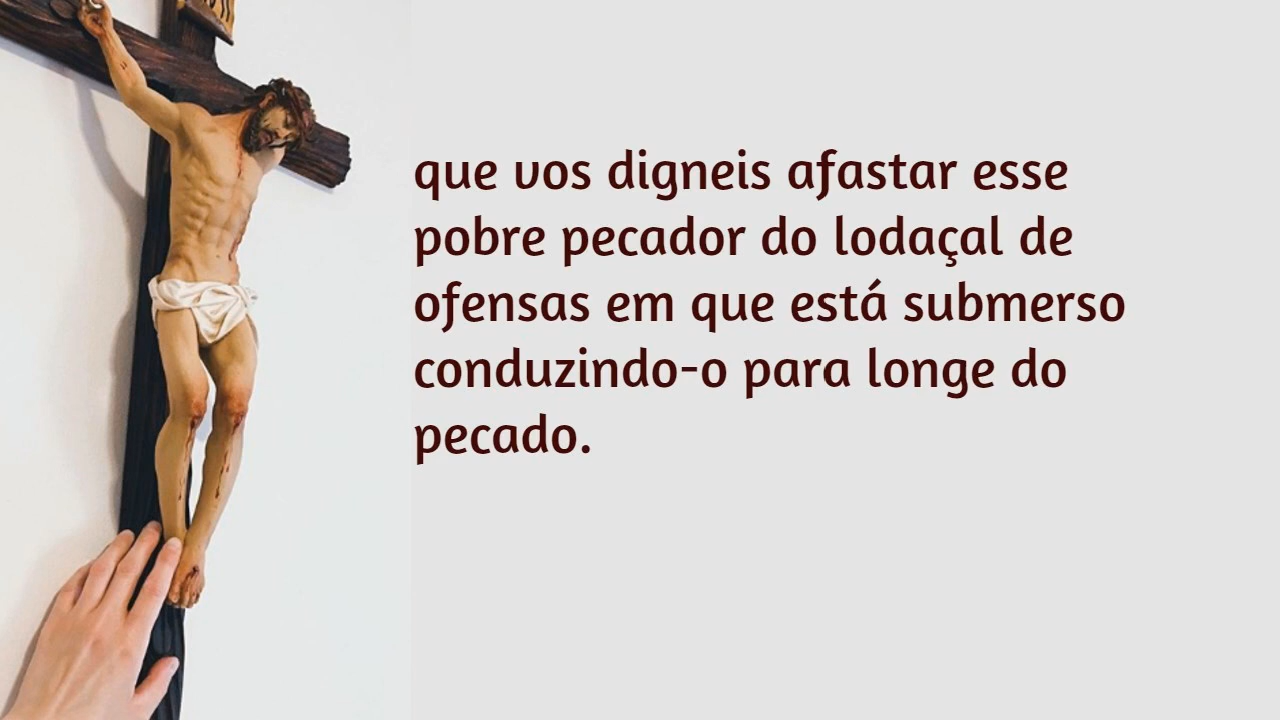 que vos digneis afastar esse
pobre pecador do lodaçal de
ofensas em que está submerso
conduzindo-o para longe do
pecado.